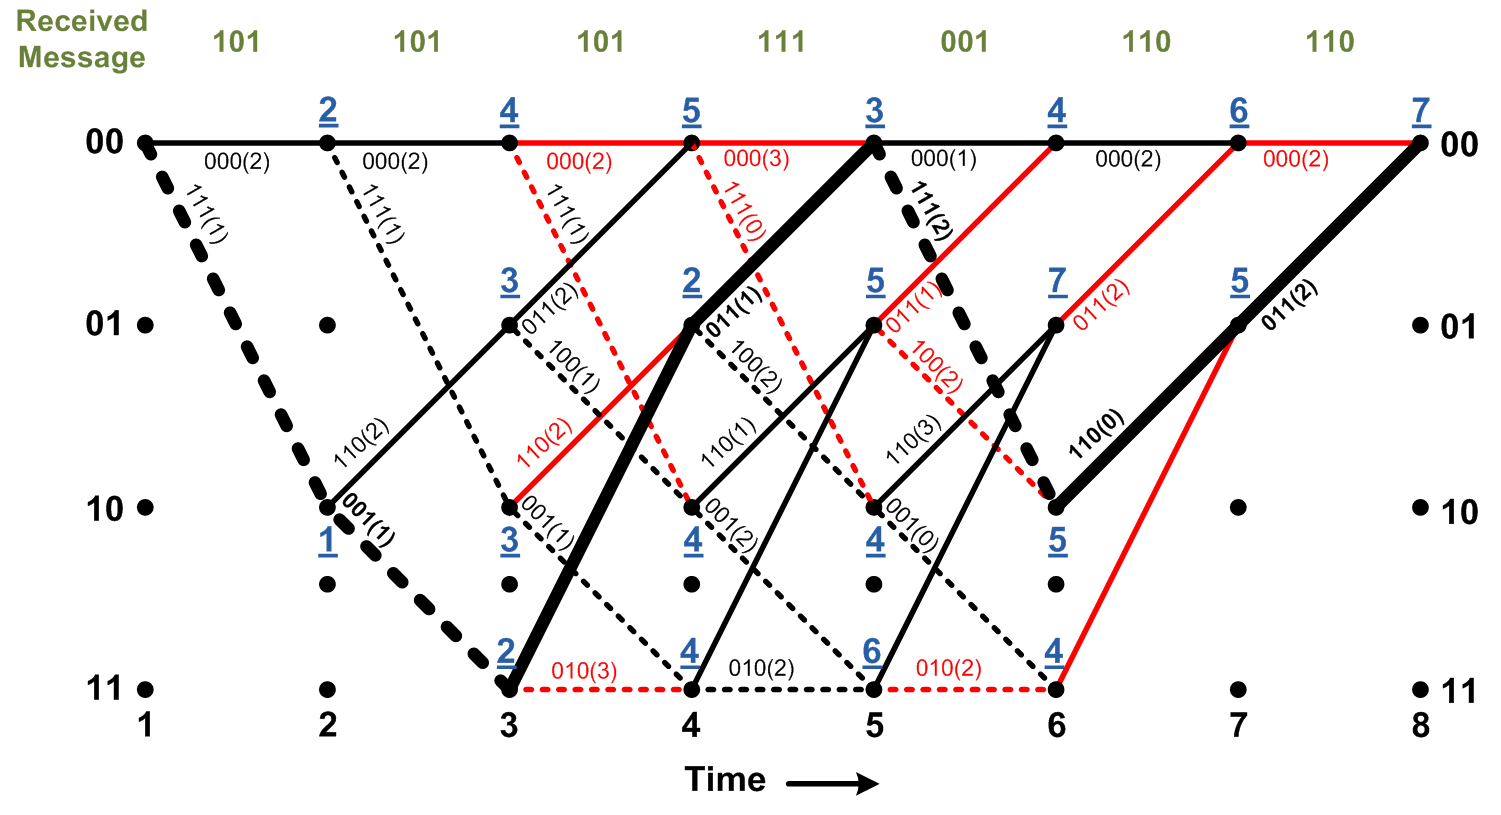 Received
Message
101 101 101 111 001 110 110
2 4 5 3 4 6 7
00 00
000(2) 000(2) 000(2) 000(3) 000(1) 000(2) 000(2)
111(1) 111(1) 111(1) 111(0) 111(2)
3 2 5 7 5
01 01
011(2) 011(1) 011(1) 011(2) 011(2)
100(1) 100(2) 100(2)
110(2) 110(2) 110(1) 110(3) 110(0)
10 10
001(1) 001(1) 001(2) 001(0)
1 3 4 4 5
2 4 6 4
010(3) 010(2) 010(2)
11 11
1 2 3 4 5 6 7 8
Time